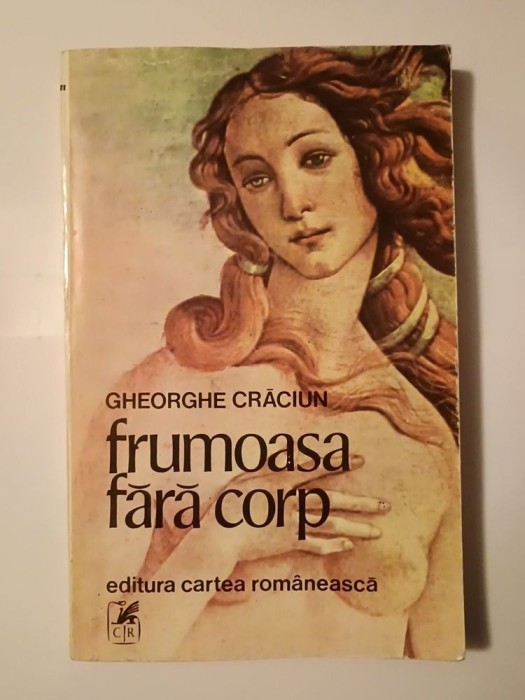 GHEORGHE CRĂCIUN
frumoasa
fără corp
editura cartea românească
C R